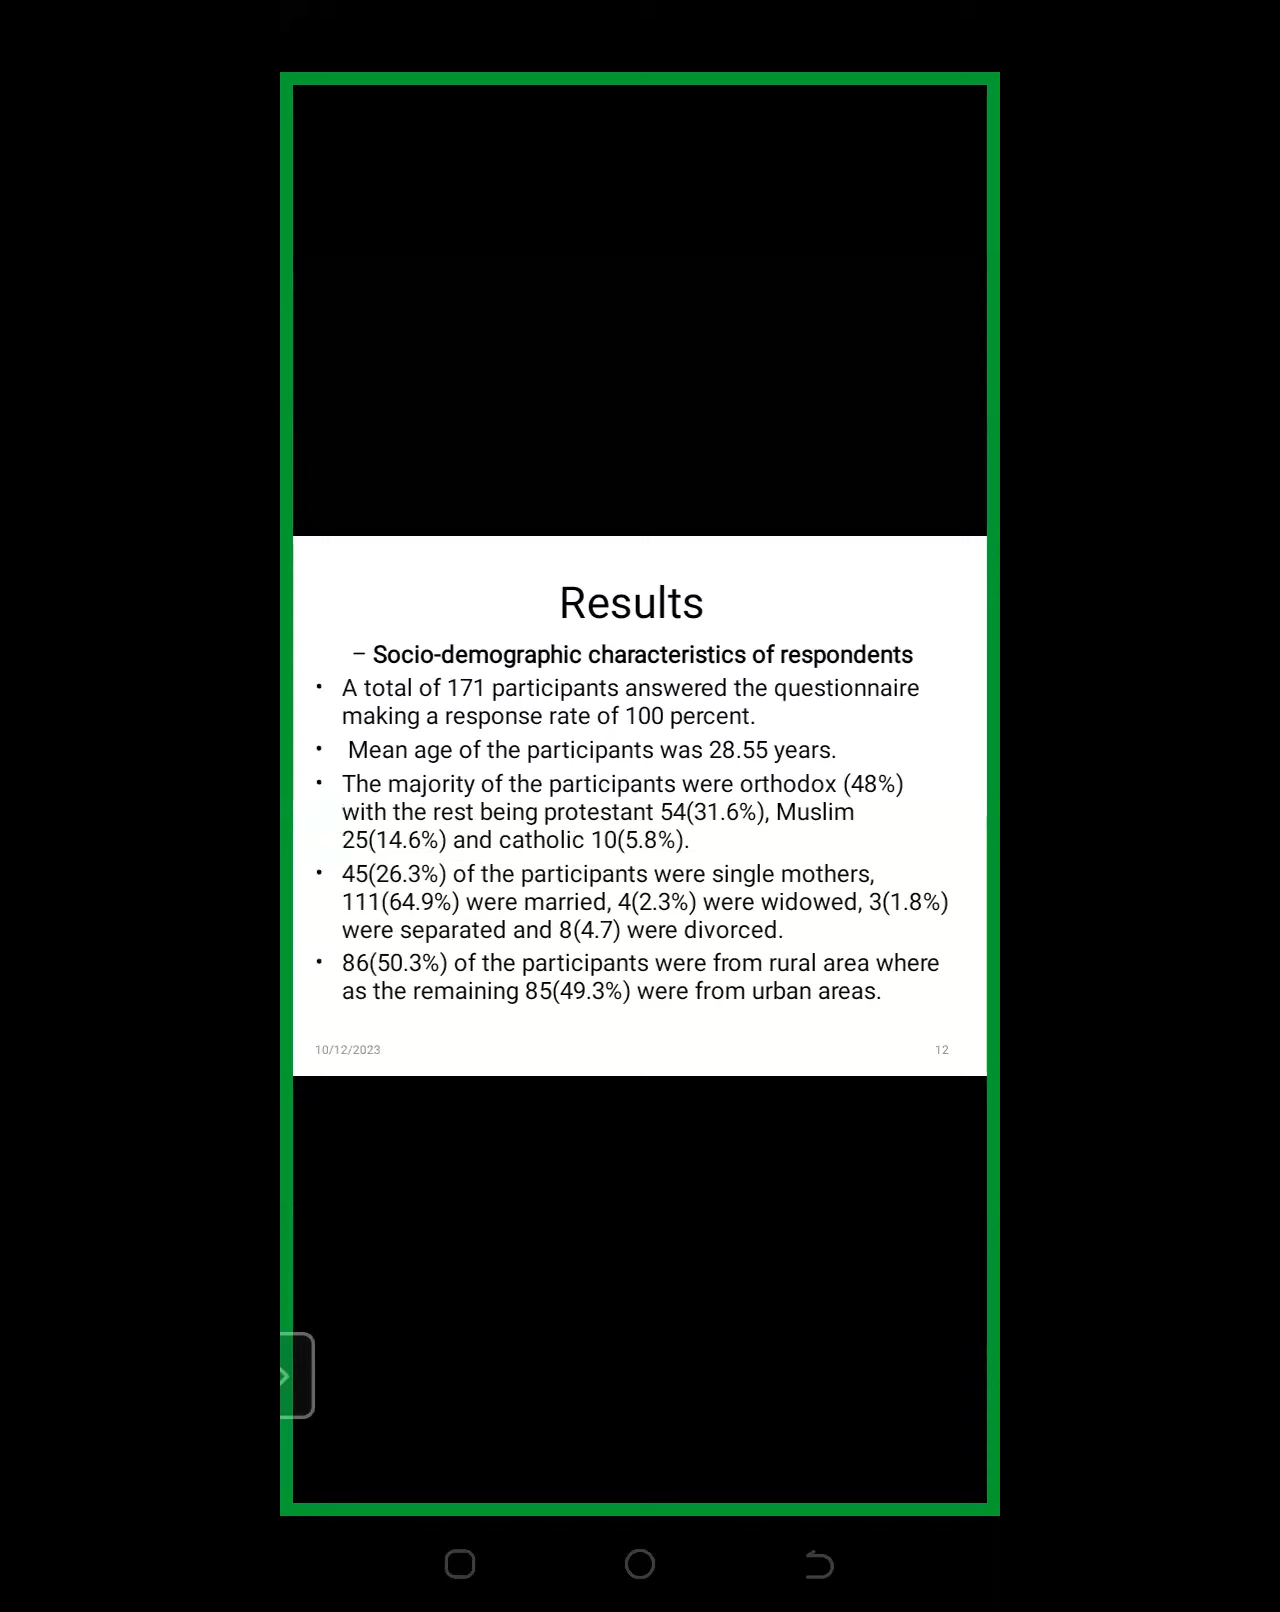 Results
– Socio-demographic characteristics of respondents
• A total of 171 participants answered the questionnaire
making a response rate of 100 percent.
• Mean age of the participants was 28.55 years.
• The majority of the participants were orthodox (48%)
with the rest being protestant 54(31.6%), Muslim
25(14.6%) and catholic 10(5.8%).
• 45(26.3%) of the participants were single mothers,
111(64.9%) were married, 4(2.3%) were widowed, 3(1.8%)
were separated and 8(4.7) were divorced.
• 86(50.3%) of the participants were from rural area where
as the remaining 85(49.3%) were from urban areas.
10/12/2023 12